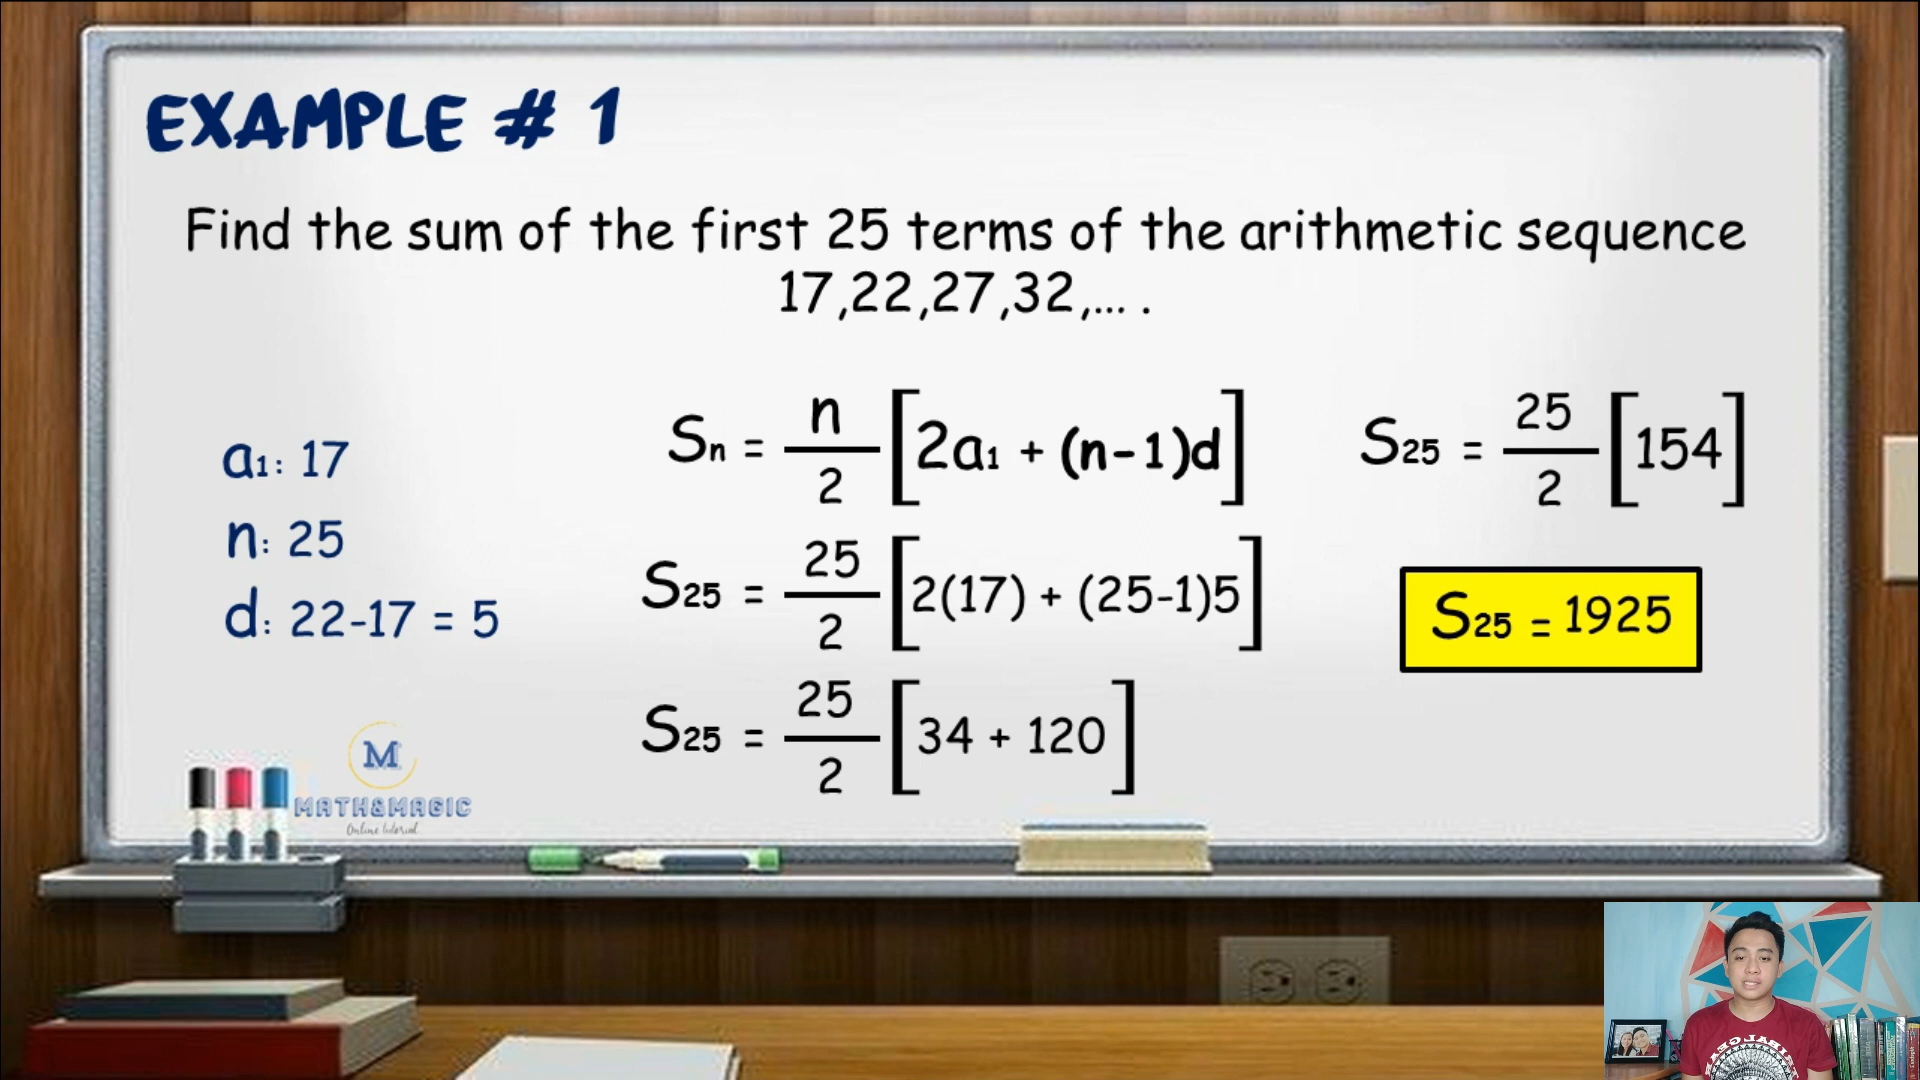 EXAMPLE # 1
Find the sum of the first 25 terms of the arithmetic sequence
17,22,27,32,... .
a1: 17
n: 25
d: 22-17 = 5
Sn = n/2 [2a1 + (n-1)d]
S25 = 25/2 [2(17) + (25-1)5]
S25 = 25/2 [34 + 120]
S25 = 25/2 [154]
S25 = 1925
M
MATH&MAGIC
Online tutorial